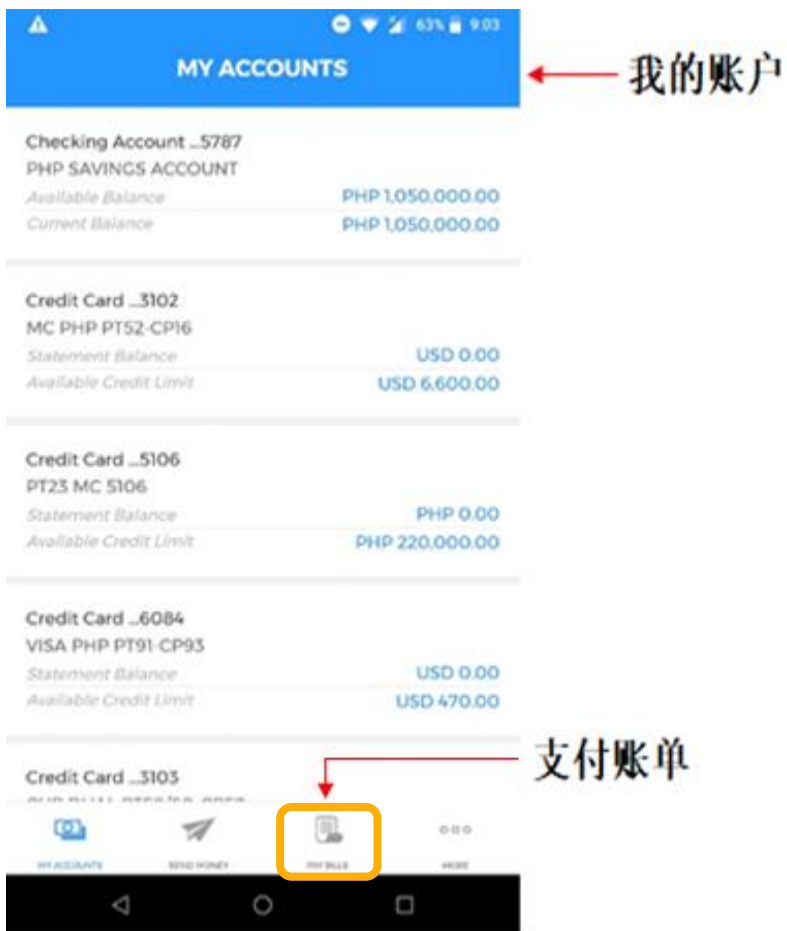 63% 9:03
MY ACCOUNTS
我的账户
Checking Account ...5787
PHP SAVINGS ACCOUNT
Available Balance PHP 1,050,000.00
Current Balance PHP 1,050,000.00
Credit Card ...3102
MC PHP PT52-CP16
Statement Balance USD 0.00
Available Credit Limit USD 6,600.00
Credit Card ...5106
PT23 MC 5106
Statement Balance PHP 0.00
Available Credit Limit PHP 220,000.00
Credit Card ...6084
VISA PHP PT91-CP93
Statement Balance USD 0.00
Available Credit Limit USD 470.00
支付账单
Credit Card ...3103
MY ACCOUNTS SEND MONEY PAY BILLS MORE